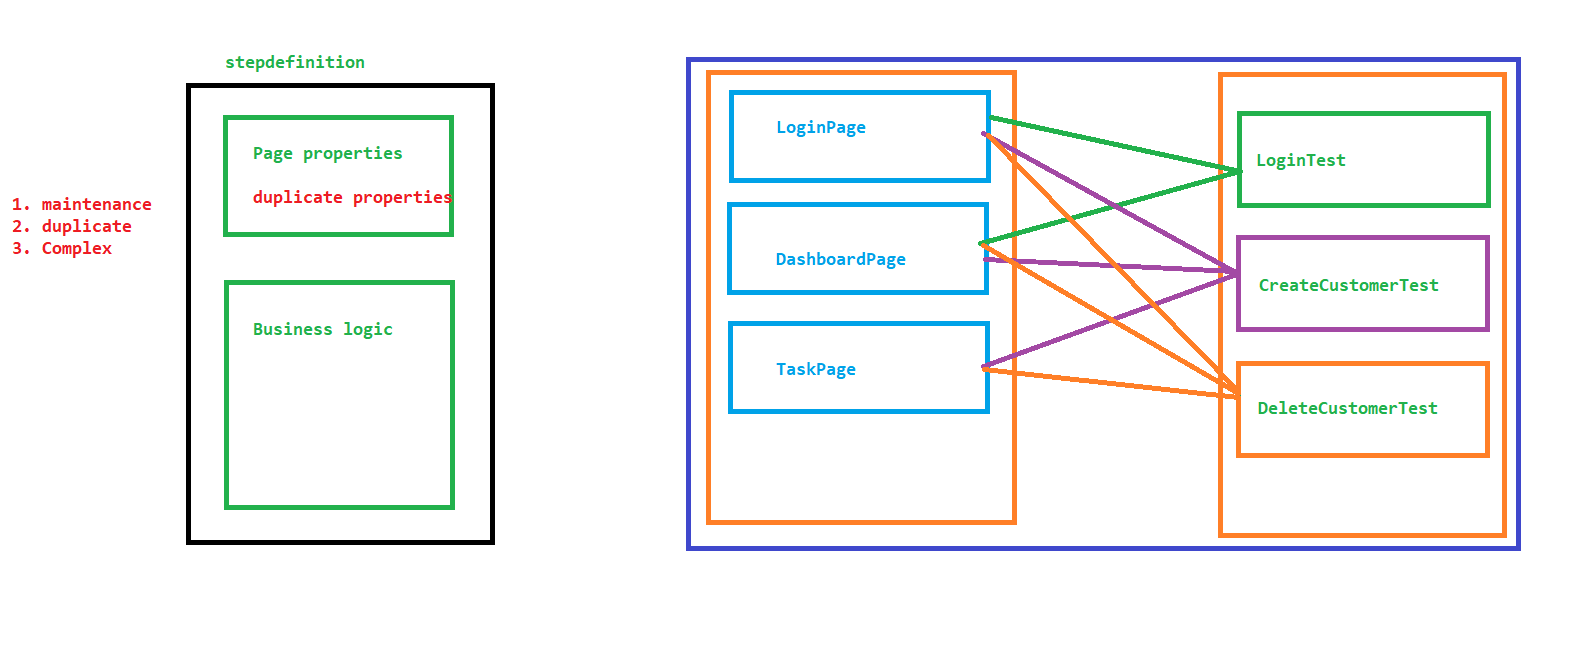 stepdefinition
Page properties
duplicate properties
1. maintenance
2. duplicate
3. Complex
Business logic
LoginPage
DashboardPage
TaskPage
LoginTest
CreateCustomerTest
DeleteCustomerTest